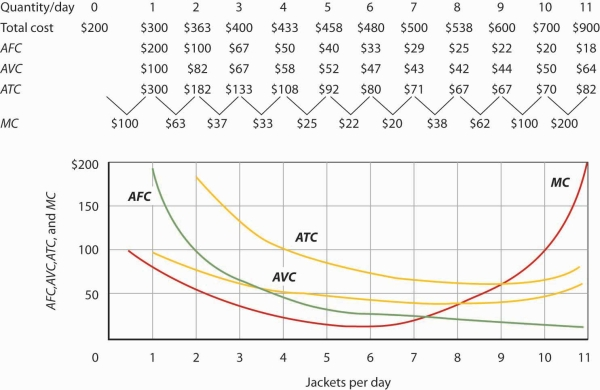 Quantity/day 0 1 2 3 4 5 6 7 8 9 10 11
Total cost $200 $300 $363 $400 $433 $458 $480 $500 $538 $600 $700 $900
AFC $200 $100 $67 $50 $40 $33 $29 $25 $22 $20 $18
AVC $100 $82 $67 $58 $52 $47 $43 $42 $44 $50 $64
ATC $300 $182 $133 $108 $92 $80 $71 $67 $67 $70 $82
MC $100 $63 $37 $33 $25 $22 $20 $38 $62 $100 $200
$200
AFC
MC
150
ATC
100
AVC
50
AFC,AVC,ATC, and MC
0 1 2 3 4 5 6 7 8 9 10 11
Jackets per day